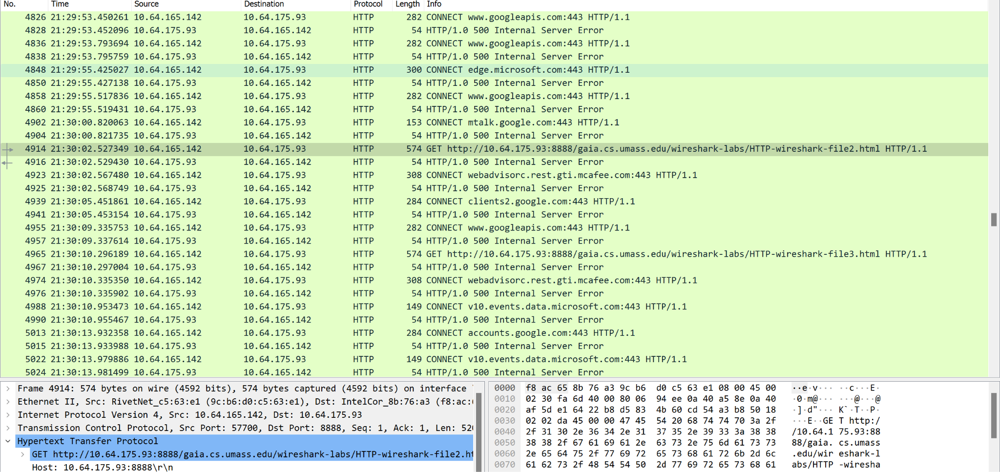 No. Time Source Destination Protocol Length Info
4826 21:29:53.450261 10.64.165.142 10.64.175.93 HTTP 282 CONNECT www.googleapis.com:443 HTTP/1.1
4828 21:29:53.452096 10.64.175.93 10.64.165.142 HTTP 54 HTTP/1.0 500 Internal Server Error
4836 21:29:53.793694 10.64.165.142 10.64.175.93 HTTP 282 CONNECT www.googleapis.com:443 HTTP/1.1
4838 21:29:53.795759 10.64.175.93 10.64.165.142 HTTP 54 HTTP/1.0 500 Internal Server Error
4848 21:29:55.425027 10.64.165.142 10.64.175.93 HTTP 300 CONNECT edge.microsoft.com:443 HTTP/1.1
4850 21:29:55.427138 10.64.175.93 10.64.165.142 HTTP 54 HTTP/1.0 500 Internal Server Error
4858 21:29:55.517836 10.64.165.142 10.64.175.93 HTTP 282 CONNECT www.googleapis.com:443 HTTP/1.1
4860 21:29:55.519431 10.64.175.93 10.64.165.142 HTTP 54 HTTP/1.0 500 Internal Server Error
4902 21:30:00.820063 10.64.165.142 10.64.175.93 HTTP 153 CONNECT mtalk.google.com:443 HTTP/1.1
4904 21:30:00.821735 10.64.175.93 10.64.165.142 HTTP 54 HTTP/1.0 500 Internal Server Error
4914 21:30:02.527349 10.64.165.142 10.64.175.93 HTTP 574 GET http://10.64.175.93:8888/gaia.cs.umass.edu/wireshark-labs/HTTP-wireshark-file2.html HTTP/1.1
4916 21:30:02.529430 10.64.175.93 10.64.165.142 HTTP 54 HTTP/1.0 500 Internal Server Error
4923 21:30:02.567480 10.64.165.142 10.64.175.93 HTTP 308 CONNECT webadvisorc.rest.gti.mcafee.com:443 HTTP/1.1
4925 21:30:02.568749 10.64.175.93 10.64.165.142 HTTP 54 HTTP/1.0 500 Internal Server Error
4939 21:30:05.451861 10.64.165.142 10.64.175.93 HTTP 284 CONNECT clients2.google.com:443 HTTP/1.1
4941 21:30:05.453154 10.64.175.93 10.64.165.142 HTTP 54 HTTP/1.0 500 Internal Server Error
4955 21:30:09.335753 10.64.165.142 10.64.175.93 HTTP 282 CONNECT www.googleapis.com:443 HTTP/1.1
4957 21:30:09.337614 10.64.175.93 10.64.165.142 HTTP 54 HTTP/1.0 500 Internal Server Error
4965 21:30:10.296189 10.64.165.142 10.64.175.93 HTTP 574 GET http://10.64.175.93:8888/gaia.cs.umass.edu/wireshark-labs/HTTP-wireshark-file3.html HTTP/1.1
4967 21:30:10.297004 10.64.175.93 10.64.165.142 HTTP 54 HTTP/1.0 500 Internal Server Error
4974 21:30:10.335350 10.64.165.142 10.64.175.93 HTTP 308 CONNECT webadvisorc.rest.gti.mcafee.com:443 HTTP/1.1
4976 21:30:10.335902 10.64.175.93 10.64.165.142 HTTP 54 HTTP/1.0 500 Internal Server Error
4988 21:30:10.953473 10.64.165.142 10.64.175.93 HTTP 149 CONNECT v10.events.data.microsoft.com:443 HTTP/1.1
4990 21:30:10.955467 10.64.175.93 10.64.165.142 HTTP 54 HTTP/1.0 500 Internal Server Error
5013 21:30:13.932358 10.64.165.142 10.64.175.93 HTTP 284 CONNECT accounts.google.com:443 HTTP/1.1
5015 21:30:13.933988 10.64.175.93 10.64.165.142 HTTP 54 HTTP/1.0 500 Internal Server Error
5022 21:30:13.979886 10.64.165.142 10.64.175.93 HTTP 149 CONNECT v10.events.data.microsoft.com:443 HTTP/1.1
5024 21:30:13.981499 10.64.175.93 10.64.165.142 HTTP 54 HTTP/1.0 500 Internal Server Error
Frame 4914: 574 bytes on wire (4592 bits), 574 bytes captured (4592 bits) on interface
Ethernet II, Src: RivetNet_c5:63:e1 (9c:b6:d0:c5:63:e1), Dst: IntelCor_8b:76:a3 (f8:ac:
Internet Protocol Version 4, Src: 10.64.165.142, Dst: 10.64.175.93
Transmission Control Protocol, Src Port: 57700, Dst Port: 8888, Seq: 1, Ack: 1, Len: 520
Hypertext Transfer Protocol
GET http://10.64.175.93:8888/gaia.cs.umass.edu/wireshark-labs/HTTP-wireshark-file2.ht
Host: 10.64.175.93:8888\r\n
0000 f8 ac 65 8b 76 a3 9c b6 d0 c5 63 e1 08 00 45 00 ··e·v··· ··c···E·
0010 02 30 fa 6d 40 00 80 06 94 ee 0a 40 a5 8e 0a 40 ·0·m@··· ···@···@
0020 af 5d e1 64 22 b8 d5 83 4b 60 cd 54 a3 b8 50 18 ·]·d"··· K`·T··P·
0030 02 02 da 45 00 00 47 45 54 20 68 74 74 70 3a 2f ···E··GE T http:/
0040 2f 31 30 2e 36 34 2e 31 37 35 2e 39 33 3a 38 38 /10.64.1 75.93:88
0050 38 38 2f 67 61 69 61 2e 63 73 2e 75 6d 61 73 73 88/gaia. cs.umass
0060 2e 65 64 75 2f 77 69 72 65 73 68 61 72 6b 2d 6c .edu/wir eshark-l
0070 61 62 73 2f 48 54 54 50 2d 77 69 72 65 73 68 61 abs/HTTP -wiresha